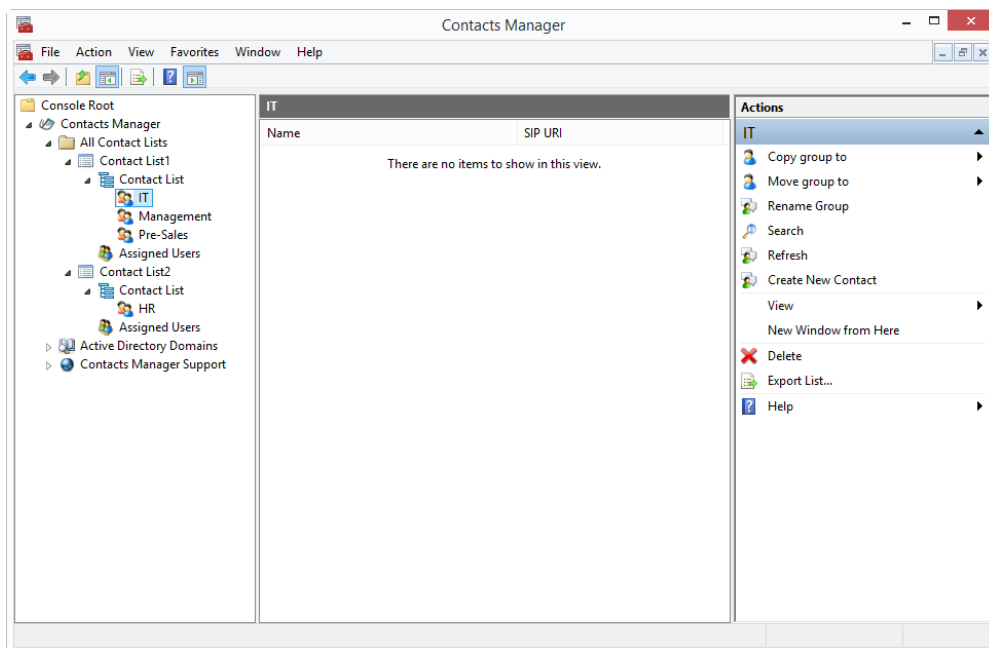 Contacts Manager
File Action View Favorites Window Help
Console Root
Contacts Manager
All Contact Lists
Contact List1
Contact List
IT
Management
Pre-Sales
Assigned Users
Contact List2
Contact List
HR
Assigned Users
Active Directory Domains
Contacts Manager Support
IT
Name SIP URI
There are no items to show in this view.
Actions
IT
Copy group to
Move group to
Rename Group
Search
Refresh
Create New Contact
View
New Window from Here
Delete
Export List...
Help